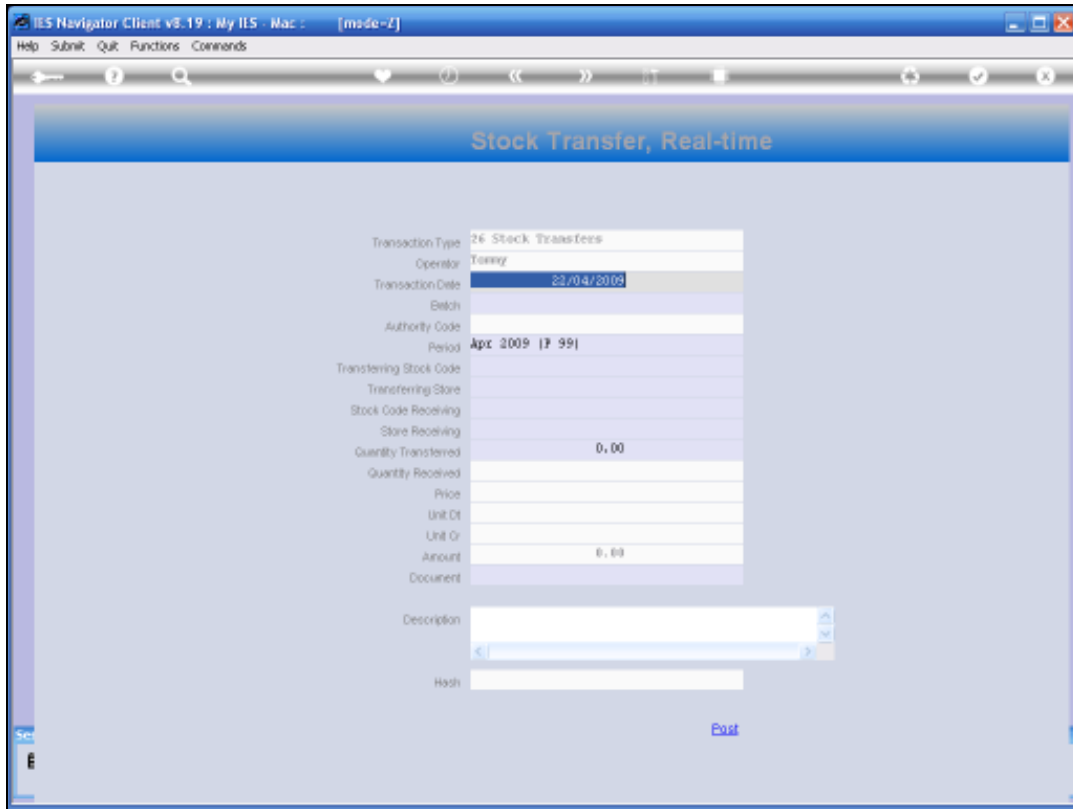 IES Navigator Client v8.19 : My IES - Mac : [mode=Z]
Help Submit Quit Functions Commands
Stock Transfer, Real-time
Transaction Type 26 Stock Transfers
Operator Tommy
Transaction Date 22/04/2009
Batch
Authority Code
Period Apr 2009 (P 99)
Transferring Stock Code
Transferring Store
Stock Code Receiving
Store Receiving
Quantity Transferred 0.00
Quantity Received
Price
Unit Dt
Unit Cr
Amount 0.00
Document
Description
Hash
Post